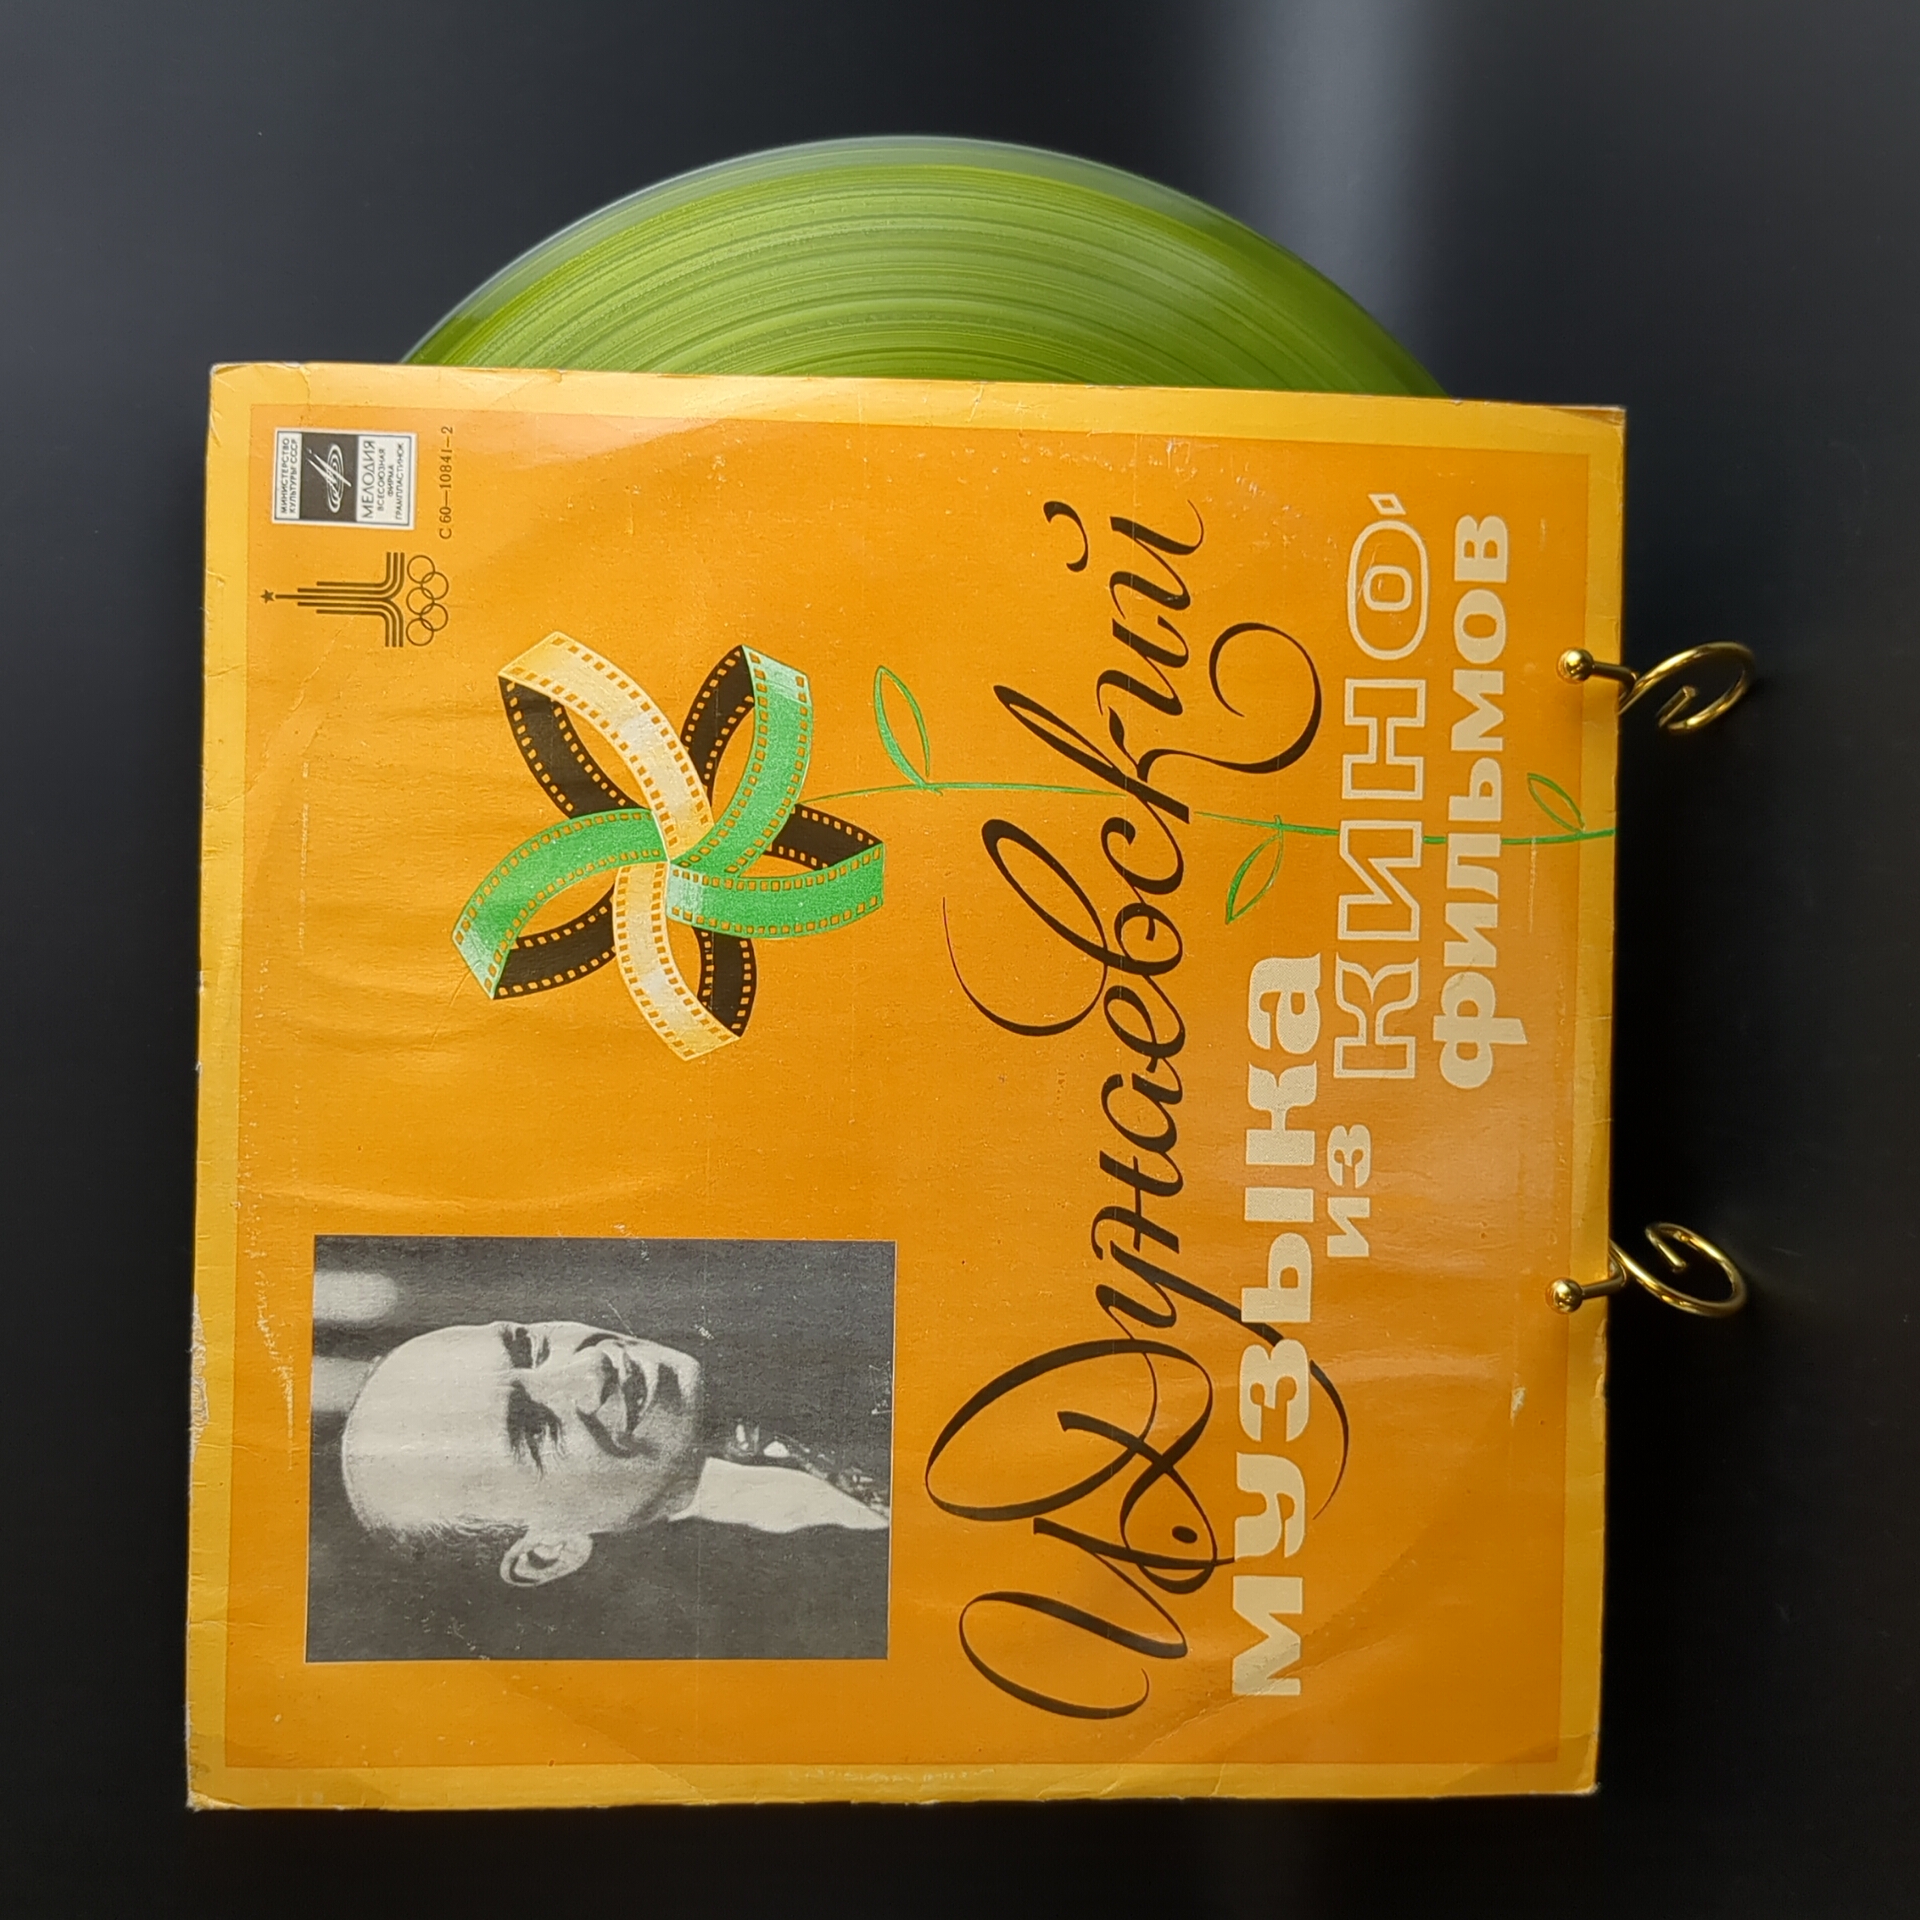 МИНИСТЕРСТВО
КУЛЬТУРЫ СССР
МЕЛОДИЯ
ВСЕСОЮЗНАЯ
ФИРМА
ГРАМПЛАСТИНОК
С 60—10841-2
И. Дунаевский
музыка
из КИНО-
фильмов